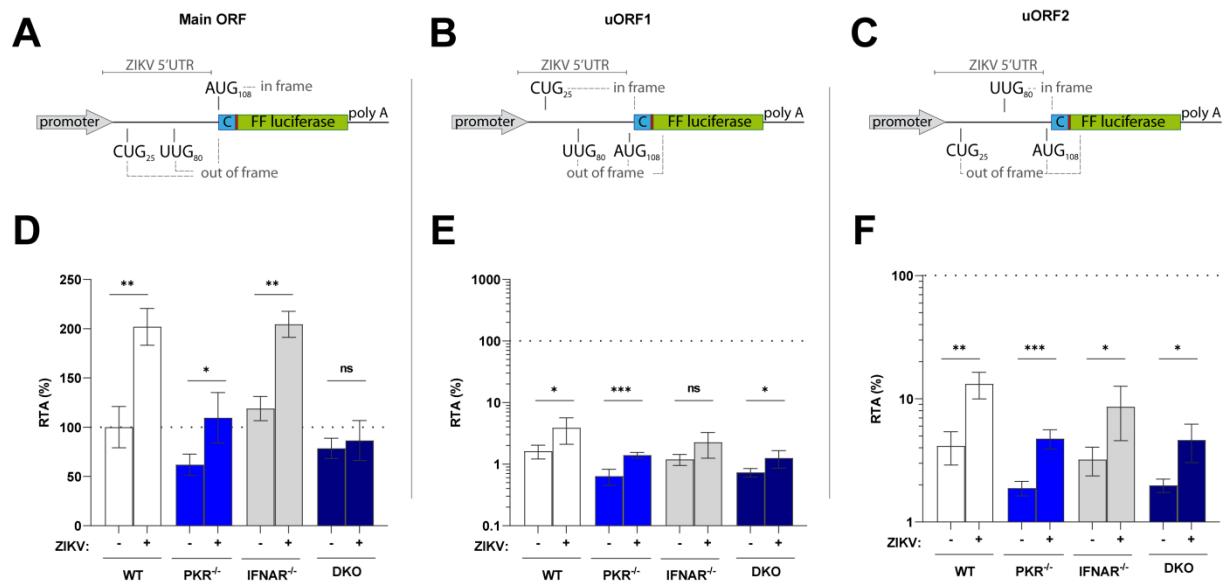 Main ORF
A
ZIKV 5'UTR
AUG108
in frame
promoter
C
FF luciferase
poly A
CUG25
UUG80
out of frame
uORF1
B
ZIKV 5'UTR
CUG25
in frame
promoter
C
FF luciferase
poly A
UUG80
AUG108
out of frame
uORF2
C
ZIKV 5'UTR
UUG80
in frame
promoter
C
FF luciferase
poly A
CUG25
AUG108
out of frame
D
RTA (%)
250
200
150
100
50
0
**
*
**
ns
ZIKV: - + - + - + - +
WT PKR-/- IFNAR-/- DKO
E
RTA (%)
1000
100
10
1
0.1
*
***
ns
*
ZIKV: - + - + - + - +
WT PKR-/- IFNAR-/- DKO
F
RTA (%)
100
10
1
**
***
*
*
ZIKV: - + - + - + - +
WT PKR-/- IFNAR-/- DKO